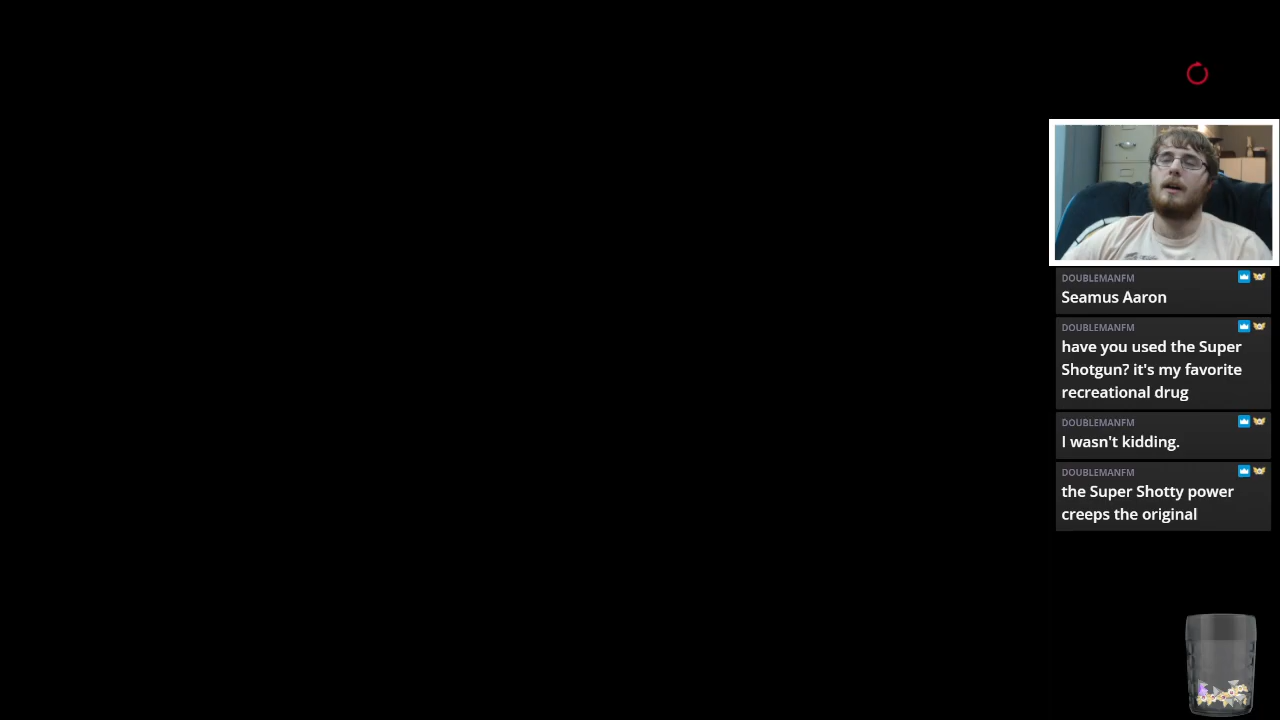 DOUBLEMANFM
Seamus Aaron
DOUBLEMANFM
have you used the Super
Shotgun? it's my favorite
recreational drug
DOUBLEMANFM
I wasn't kidding.
DOUBLEMANFM
the Super Shotty power
creeps the original